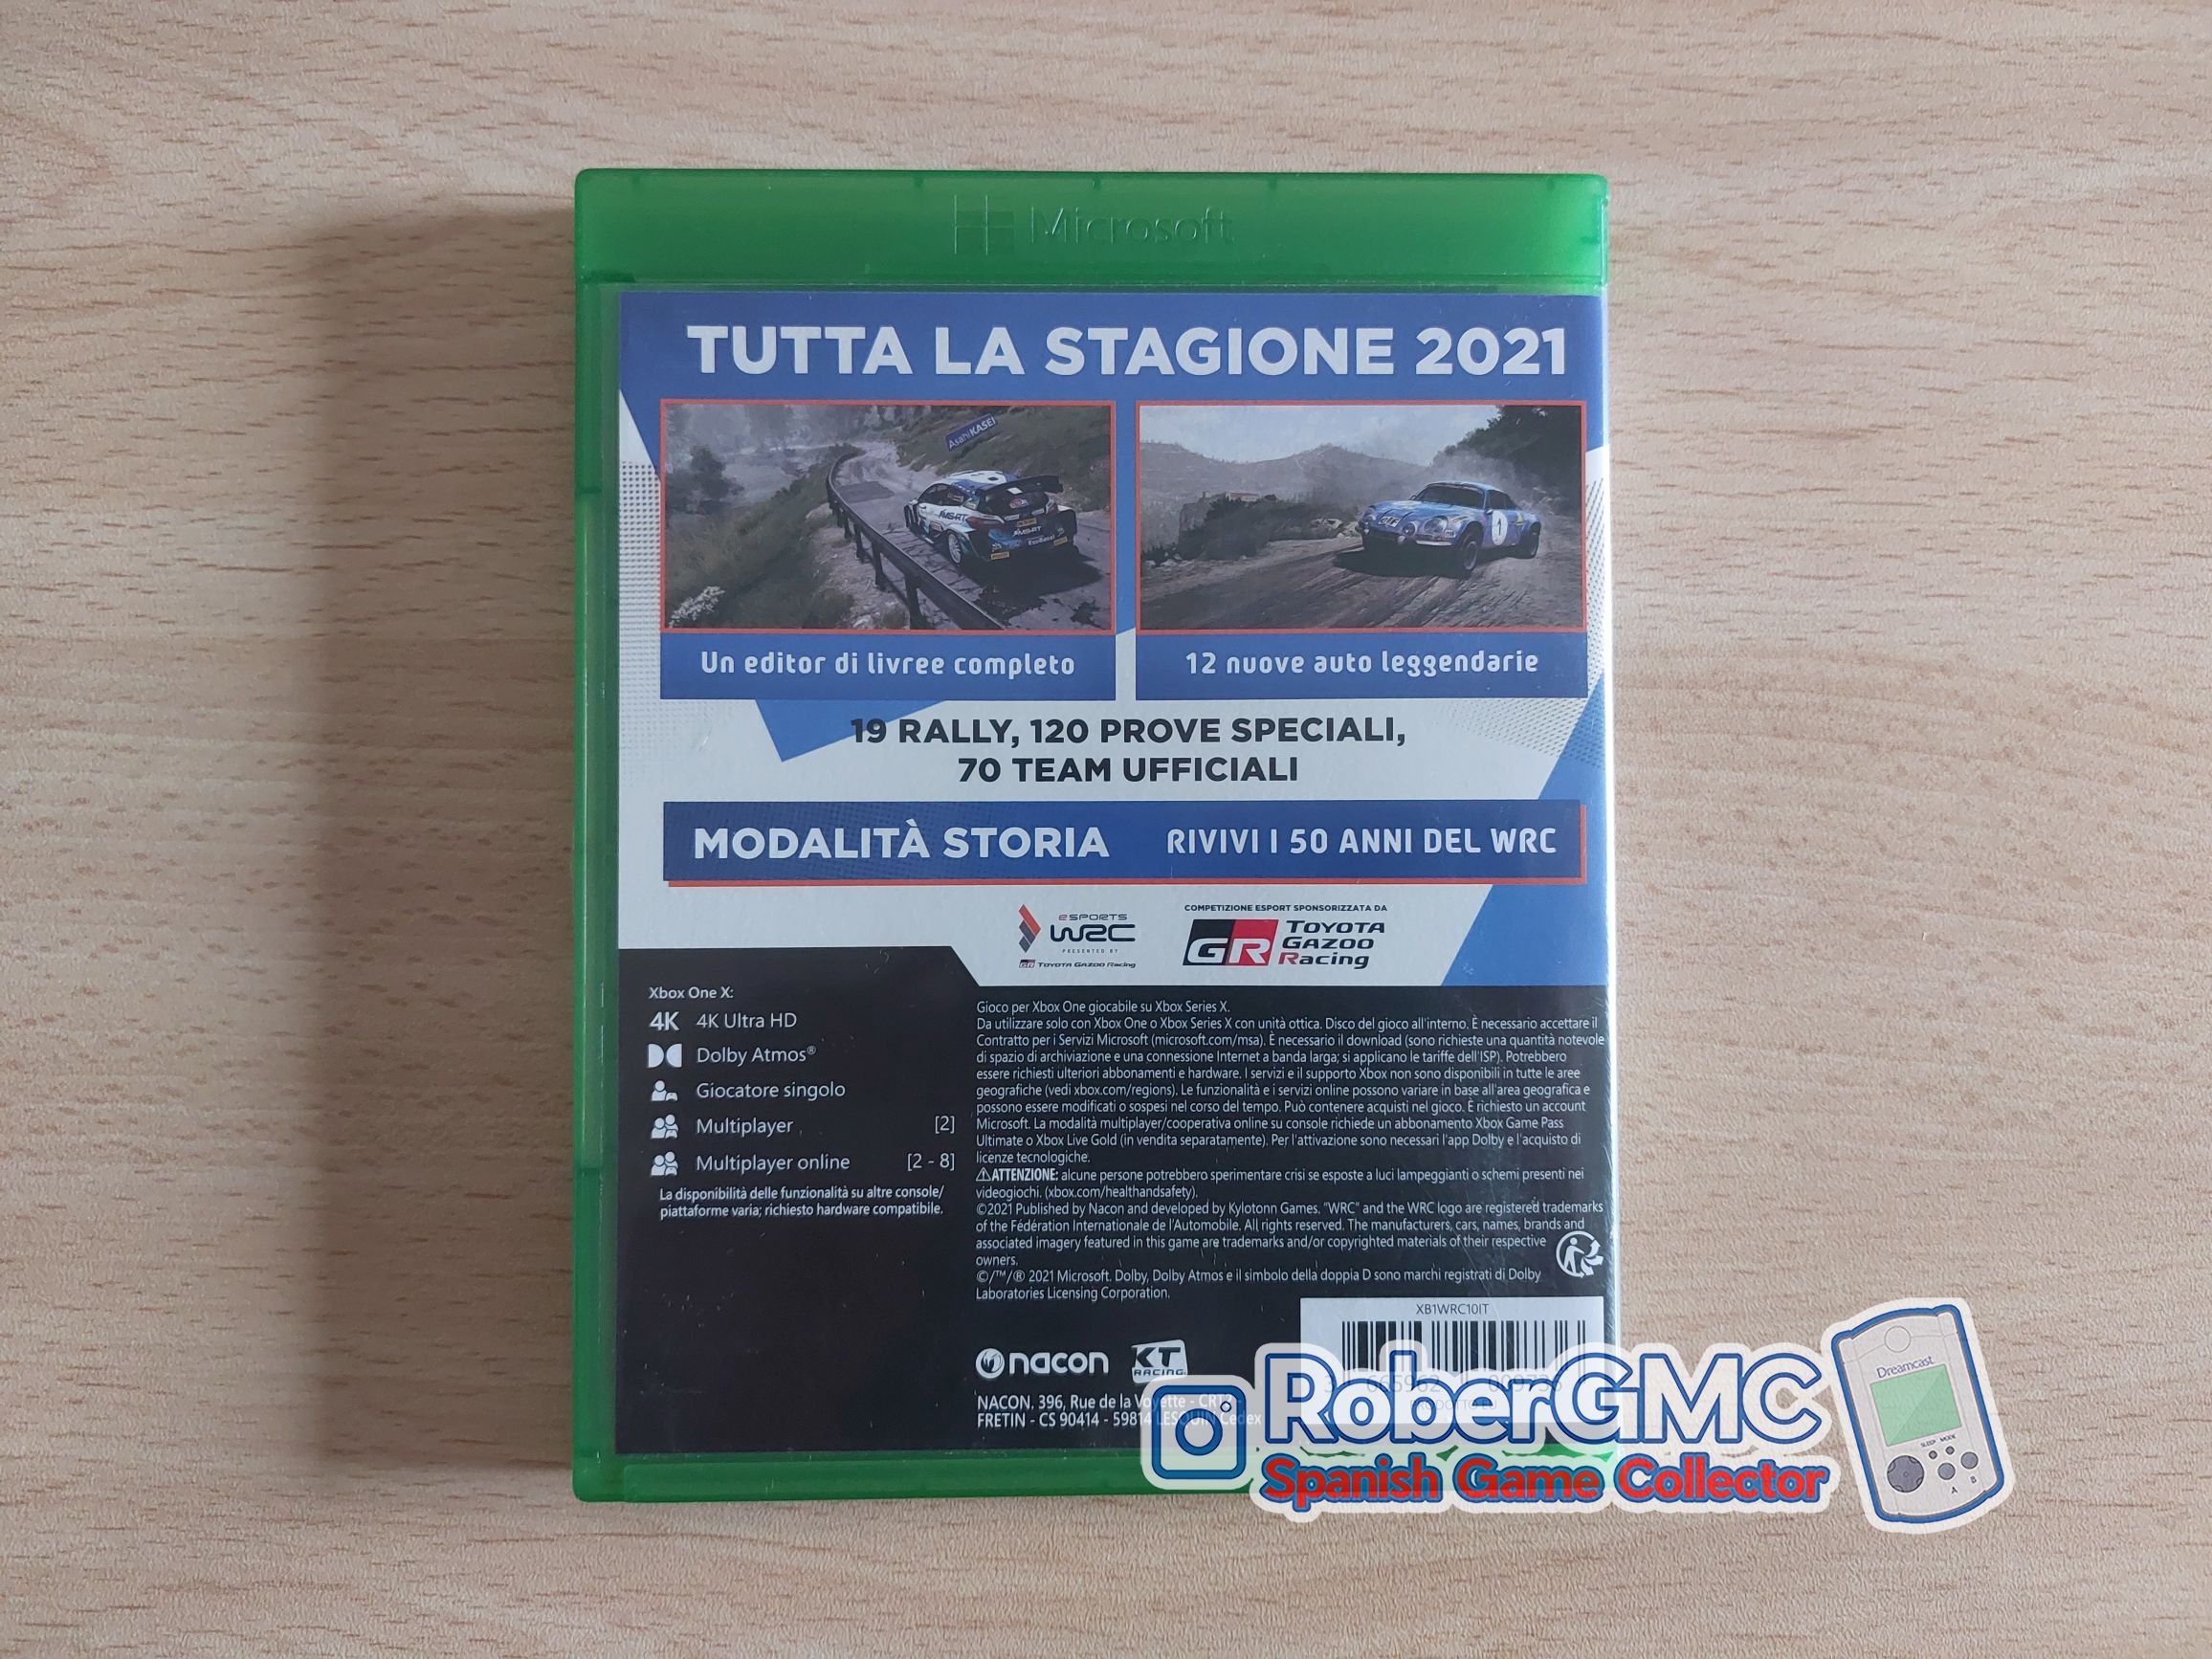 Microsoft
TUTTA LA STAGIONE 2021
AsahiKASEI
Un editor di livree completo
12 nuove auto leggendarie
19 RALLY, 120 PROVE SPECIALI,
70 TEAM UFFICIALI
MODALITÀ STORIA
RIVIVI I 50 ANNI DEL WRC
eSPORTS
WRC
PRESENTED BY
GR TOYOTA GAZOO Racing
COMPETIZIONE ESPORT SPONSORIZZATA DA
GR
TOYOTA
GAZOO
Racing
Xbox One X:
4K 4K Ultra HD
Dolby Atmos®
Giocatore singolo
Multiplayer [2]
Multiplayer online [2 - 8]
La disponibilità delle funzionalità su altre console/
piattaforme varia; richiesto hardware compatibile.
Gioco per Xbox One giocabile su Xbox Series X.
Da utilizzare solo con Xbox One o Xbox Series X con unità ottica. Disco del gioco all'interno. È necessario accettare il
Contratto per i Servizi Microsoft (microsoft.com/msa). È necessario il download (sono richieste una quantità notevole
di spazio di archiviazione e una connessione Internet a banda larga; si applicano le tariffe dell'ISP). Potrebbero
essere richiesti ulteriori abbonamenti e hardware. I servizi e il supporto Xbox non sono disponibili in tutte le aree
geografiche (vedi xbox.com/regions). Le funzionalità e i servizi online possono variare in base all'area geografica e
possono essere modificati o sospesi nel corso del tempo. Può contenere acquisti nel gioco. È richiesto un account
Microsoft. La modalità multiplayer/cooperativa online su console richiede un abbonamento Xbox Game Pass
Ultimate o Xbox Live Gold (in vendita separatamente). Per l'attivazione sono necessari l'app Dolby e l'acquisto di
licenze tecnologiche.
⚠ATTENZIONE: alcune persone potrebbero sperimentare crisi se esposte a luci lampeggianti o schemi presenti nei
videogiochi. (xbox.com/healthandsafety).
©2021 Published by Nacon and developed by Kylotonn Games. "WRC" and the WRC logo are registered trademarks
of the Fédération Internationale de l'Automobile. All rights reserved. The manufacturers, cars, names, brands and
associated imagery featured in this game are trademarks and/or copyrighted materials of their respective
owners.
©/™/® 2021 Microsoft. Dolby, Dolby Atmos e il simbolo della doppia D sono marchi registrati di Dolby
Laboratories Licensing Corporation.
XB1WRC10IT
3 665962 009736
nacon
KT
RACING
NACON. 396, Rue de la Voyette - CRT2
FRETIN - CS 90414 - 59814 LESQUIN Cedex
RoberGMC
Spanish Game Collector
Dreamcast
SLEEP MODE
A B